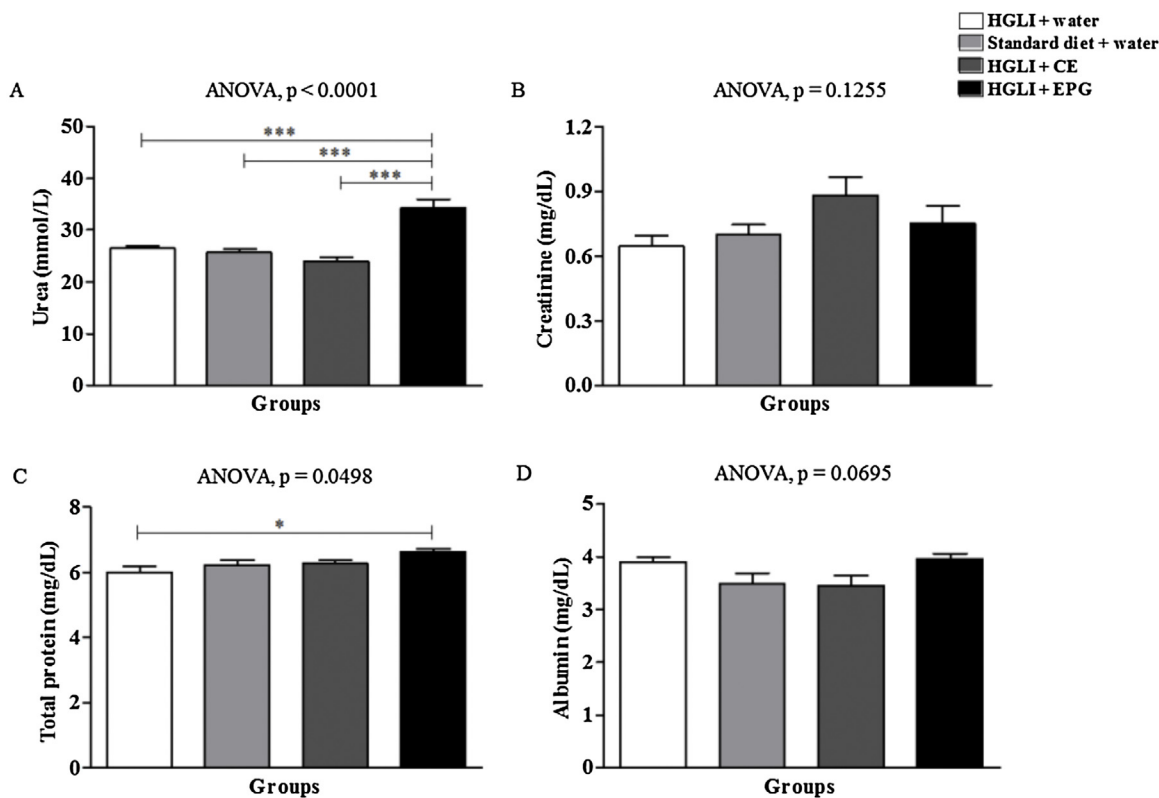 HGLI + water
Standard diet + water
HGLI + CE
HGLI + EPG
A
ANOVA, p < 0.0001
Urea (mmol/L)
50
40
30
20
10
0
***
***
***
Groups
B
ANOVA, p = 0.1255
Creatinine (mg/dL)
1.2
0.9
0.6
0.3
0.0
Groups
C
ANOVA, p = 0.0498
Total protein (mg/dL)
8
6
4
2
0
*
Groups
D
ANOVA, p = 0.0695
Albumin (mg/dL)
5
4
3
2
1
0
Groups